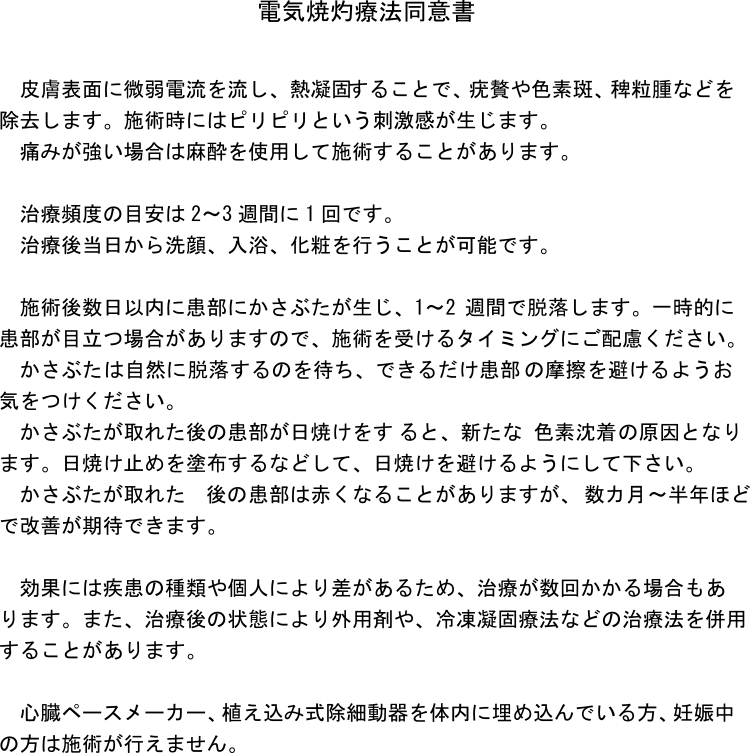 電気焼灼療法同意書
皮膚表面に微弱電流を流し、熱凝固することで、疣贅や色素斑、稗粒腫などを
除去します。施術時にはピリピリという刺激感が生じます。
痛みが強い場合は麻酔を使用して施術することがあります。
治療頻度の目安は2~3週間に1回です。
治療後当日から洗顔、入浴、化粧を行うことが可能です。
施術後数日以内に患部にかさぶたが生じ、1~2 週間で脱落します。一時的に
患部が目立つ場合がありますので、施術を受けるタイミングにご配慮ください。
かさぶたは自然に脱落するのを待ち、できるだけ患部の摩擦を避けるようお
気をつけください。
かさぶたが取れた後の患部が日焼けをす ると、新たな 色素沈着の原因となり
ます。日焼け止めを塗布するなどして、日焼けを避けるようにして下さい。
かさぶたが取れた 後の患部は赤くなることがありますが、数カ月~半年ほど
で改善が期待できます。
効果には疾患の種類や個人により差があるため、治療が数回かかる場合もあ
ります。また、治療後の状態により外用剤や、冷凍凝固療法などの治療法を併用
することがあります。
心臓ペースメーカー、植え込み式除細動器を体内に埋め込んでいる方、妊娠中
の方は施術が行えません。